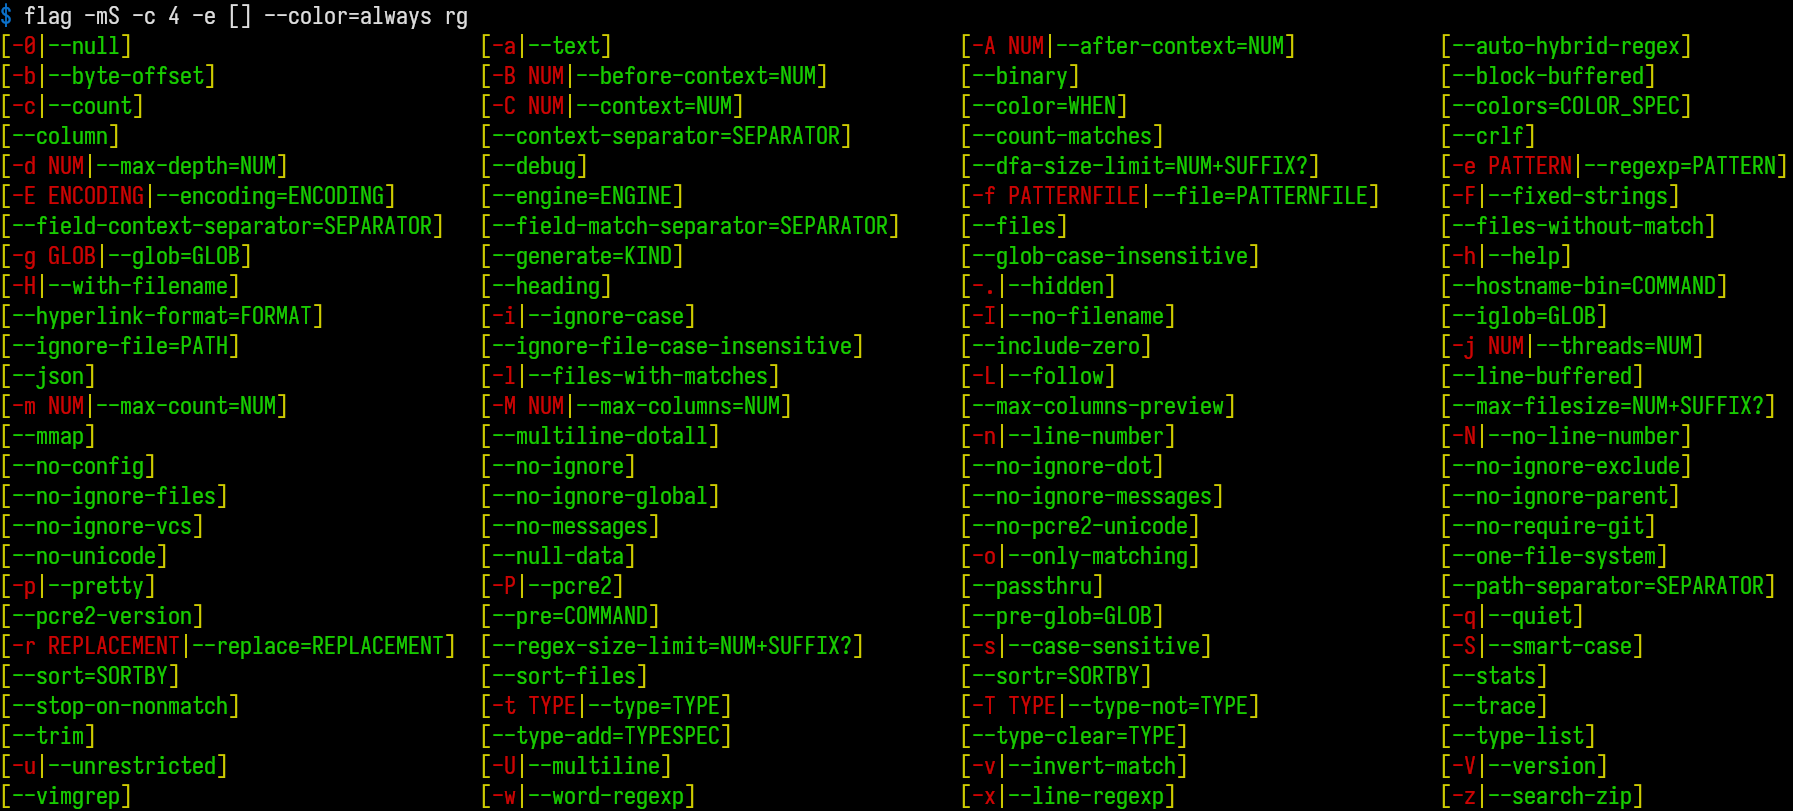 $ flag -mS -c 4 -e [] --color=always rg
[-0|--null] [-a|--text] [-A NUM|--after-context=NUM] [--auto-hybrid-regex]
[-b|--byte-offset] [-B NUM|--before-context=NUM] [--binary] [--block-buffered]
[-c|--count] [-C NUM|--context=NUM] [--color=WHEN] [--colors=COLOR_SPEC]
[--column] [--context-separator=SEPARATOR] [--count-matches] [--crlf]
[-d NUM|--max-depth=NUM] [--debug] [--dfa-size-limit=NUM+SUFFIX?] [-e PATTERN|--regexp=PATTERN]
[-E ENCODING|--encoding=ENCODING] [--engine=ENGINE] [-f PATTERNFILE|--file=PATTERNFILE] [-F|--fixed-strings]
[--field-context-separator=SEPARATOR] [--field-match-separator=SEPARATOR] [--files] [--files-without-match]
[-g GLOB|--glob=GLOB] [--generate=KIND] [--glob-case-insensitive] [-h|--help]
[-H|--with-filename] [--heading] [-.|--hidden] [--hostname-bin=COMMAND]
[--hyperlink-format=FORMAT] [-i|--ignore-case] [-I|--no-filename] [--iglob=GLOB]
[--ignore-file=PATH] [--ignore-file-case-insensitive] [--include-zero] [-j NUM|--threads=NUM]
[--json] [-l|--files-with-matches] [-L|--follow] [--line-buffered]
[-m NUM|--max-count=NUM] [-M NUM|--max-columns=NUM] [--max-columns-preview] [--max-filesize=NUM+SUFFIX?]
[--mmap] [--multiline-dotall] [-n|--line-number] [-N|--no-line-number]
[--no-config] [--no-ignore] [--no-ignore-dot] [--no-ignore-exclude]
[--no-ignore-files] [--no-ignore-global] [--no-ignore-messages] [--no-ignore-parent]
[--no-ignore-vcs] [--no-messages] [--no-pcre2-unicode] [--no-require-git]
[--no-unicode] [--null-data] [-o|--only-matching] [--one-file-system]
[-p|--pretty] [-P|--pcre2] [--passthru] [--path-separator=SEPARATOR]
[--pcre2-version] [--pre=COMMAND] [--pre-glob=GLOB] [-q|--quiet]
[-r REPLACEMENT|--replace=REPLACEMENT] [--regex-size-limit=NUM+SUFFIX?] [-s|--case-sensitive] [-S|--smart-case]
[--sort=SORTBY] [--sort-files] [--sortr=SORTBY] [--stats]
[--stop-on-nonmatch] [-t TYPE|--type=TYPE] [-T TYPE|--type-not=TYPE] [--trace]
[--trim] [--type-add=TYPESPEC] [--type-clear=TYPE] [--type-list]
[-u|--unrestricted] [-U|--multiline] [-v|--invert-match] [-V|--version]
[--vimgrep] [-w|--word-regexp] [-x|--line-regexp] [-z|--search-zip]